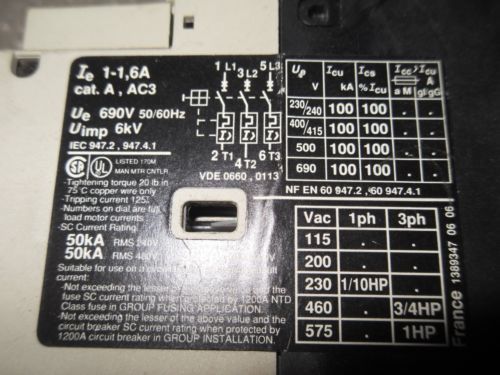 Ie 1-1,6A
cat. A , AC3
Ue 690V 50/60Hz
Uimp 6kV
IEC 947.2 , 947.4.1
LISTED 170M
MAN MTR CNTLR
-Tightening torque 20 lb.in
75 C copper wire only
-Tripping current 125%
-Numbers on dial are full
load motor currents
-SC Current Rating:
50kA RMS 240V
50kA RMS 480V
Suitable for use on a circuit
current:
-Not exceeding the lesser of the above value and the
fuse SC current rating when protected by 1200A NTD
Class fuse in GROUP FUSING APPLICATION.
-Not exceeding the lesser of the above value and the
circuit breaker SC current when protected by
1200A circuit breaker in GROUP INSTALLATION.
1 L1 3 L2 5 L3
2 T1 4 T2 6 T3
VDE 0660 , 0113
Ue Icu Ics Icc > Icu
V kA % Icu aM A gI/gG
230/240 100 100 . .
400/415 100 100 . .
500 100 100 . .
690 100 100 . .
NF EN 60 947.2 , 60 947.4.1
Vac 1ph 3ph
115 . .
200 . .
230 1/10HP .
460 . 3/4HP
575 . 1HP
France 1389347 06 06